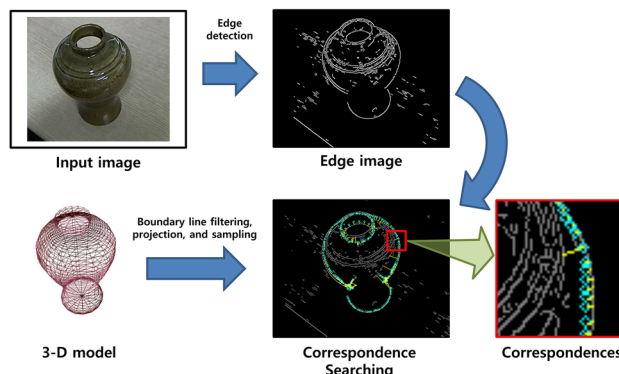 Edge
detection
Input image
Edge image
Boundary line filtering,
projection, and sampling
3-D model
Correspondence
Searching
Correspondences